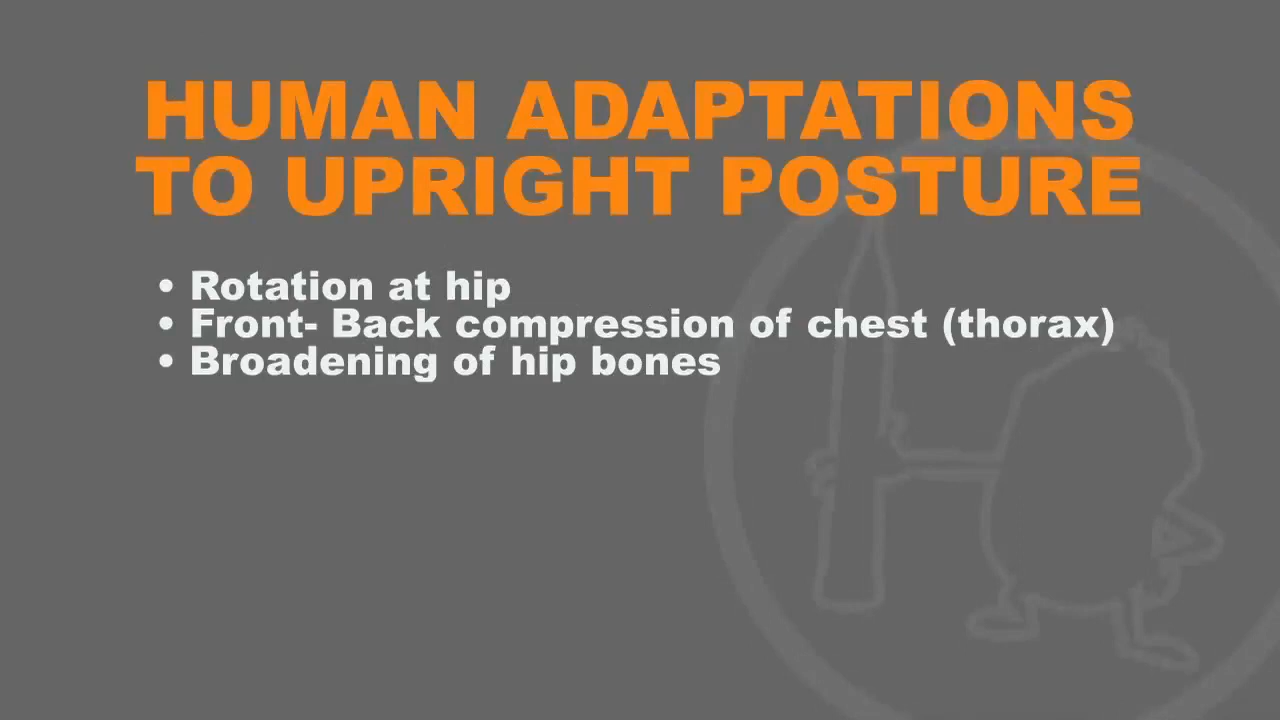 HUMAN ADAPTATIONS
TO UPRIGHT POSTURE
• Rotation at hip
• Front- Back compression of chest (thorax)
• Broadening of hip bones